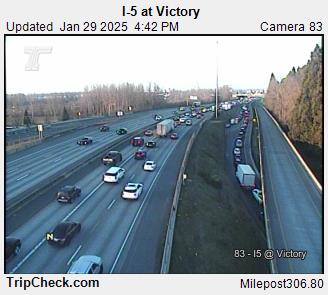 I-5 at Victory
Updated Jan 29 2025 4:42 PM Camera 83
Tr
N
83 - I5 @ Victory
TripCheck.com Milepost306.80